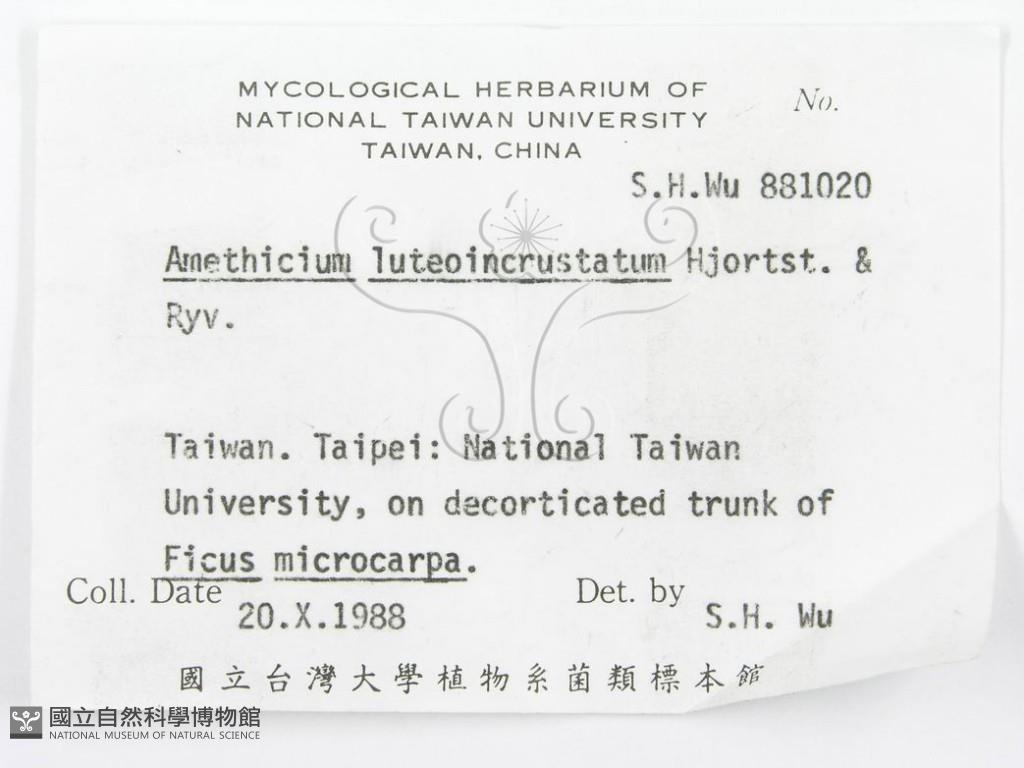 MYCOLOGICAL HERBARIUM OF
NATIONAL TAIWAN UNIVERSITY
TAIWAN, CHINA
No.
S.H.Wu 881020
Amethicium luteoincrustatum Hjortst. &
Ryv.
Taiwan. Taipei: National Taiwan
University, on decorticated trunk of
Ficus microcarpa.
Coll. Date 20.X.1988 Det. by S.H. Wu
國立台灣大學植物系菌類標本館
國立自然科學博物館
NATIONAL MUSEUM OF NATURAL SCIENCE